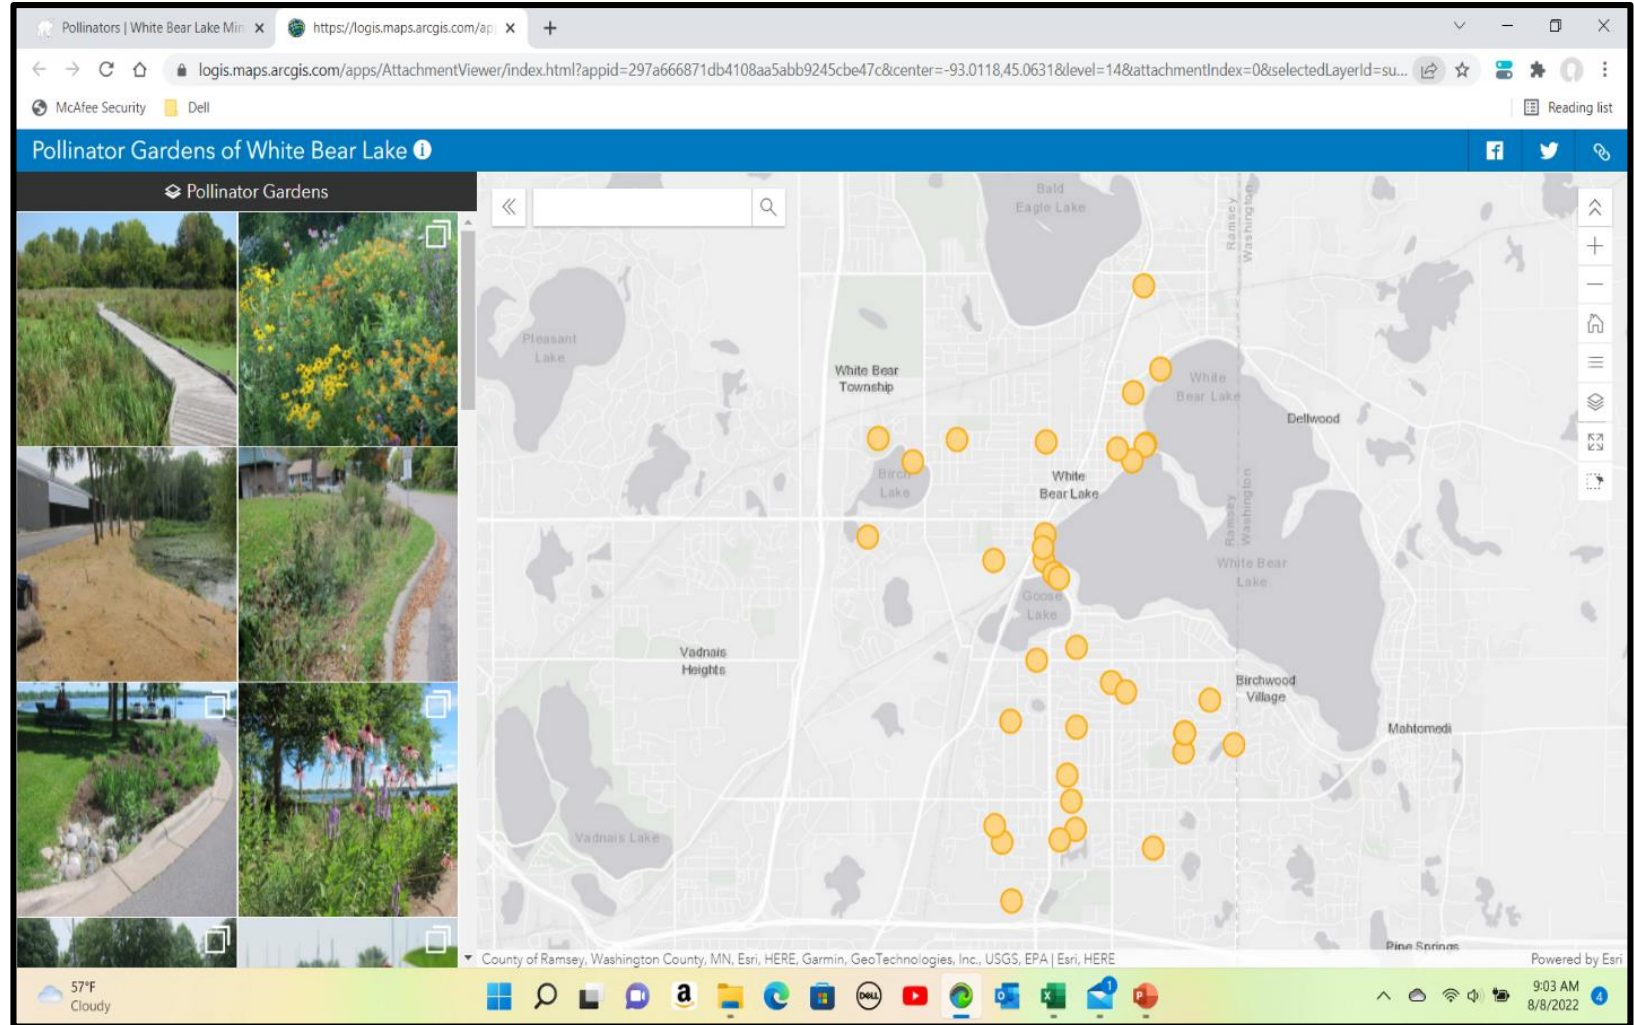 Pollinators | White Bear Lake Min
https://logis.maps.arcgis.com/ap
logis.maps.arcgis.com/apps/AttachmentViewer/index.html?appid=297a666871db4108aa5abb9245cbe47c&center=-93.0118,45.0631&level=14&attachmentIndex=0&selectedLayerId=su...
McAfee Security
Dell
Reading list
Pollinator Gardens of White Bear Lake
Pollinator Gardens
Bald
Eagle Lake
Ramsey
Washington
Pleasant
Lake
White Bear
Township
White
Bear Lake
Dellwood
Birch
Lake
White
Bear Lake
Ramsey
Washington
White Bear
Lake
Goose
Lake
Vadnais
Heights
Birchwood
Village
Mahtomedi
Vadnais Lake
Pine Springs
County of Ramsey, Washington County, MN, Esri, HERE, Garmin, GeoTechnologies, Inc., USGS, EPA | Esri, HERE
Powered by Esri
57°F
Cloudy
a
DELL
1
9:03 AM
8/8/2022
4